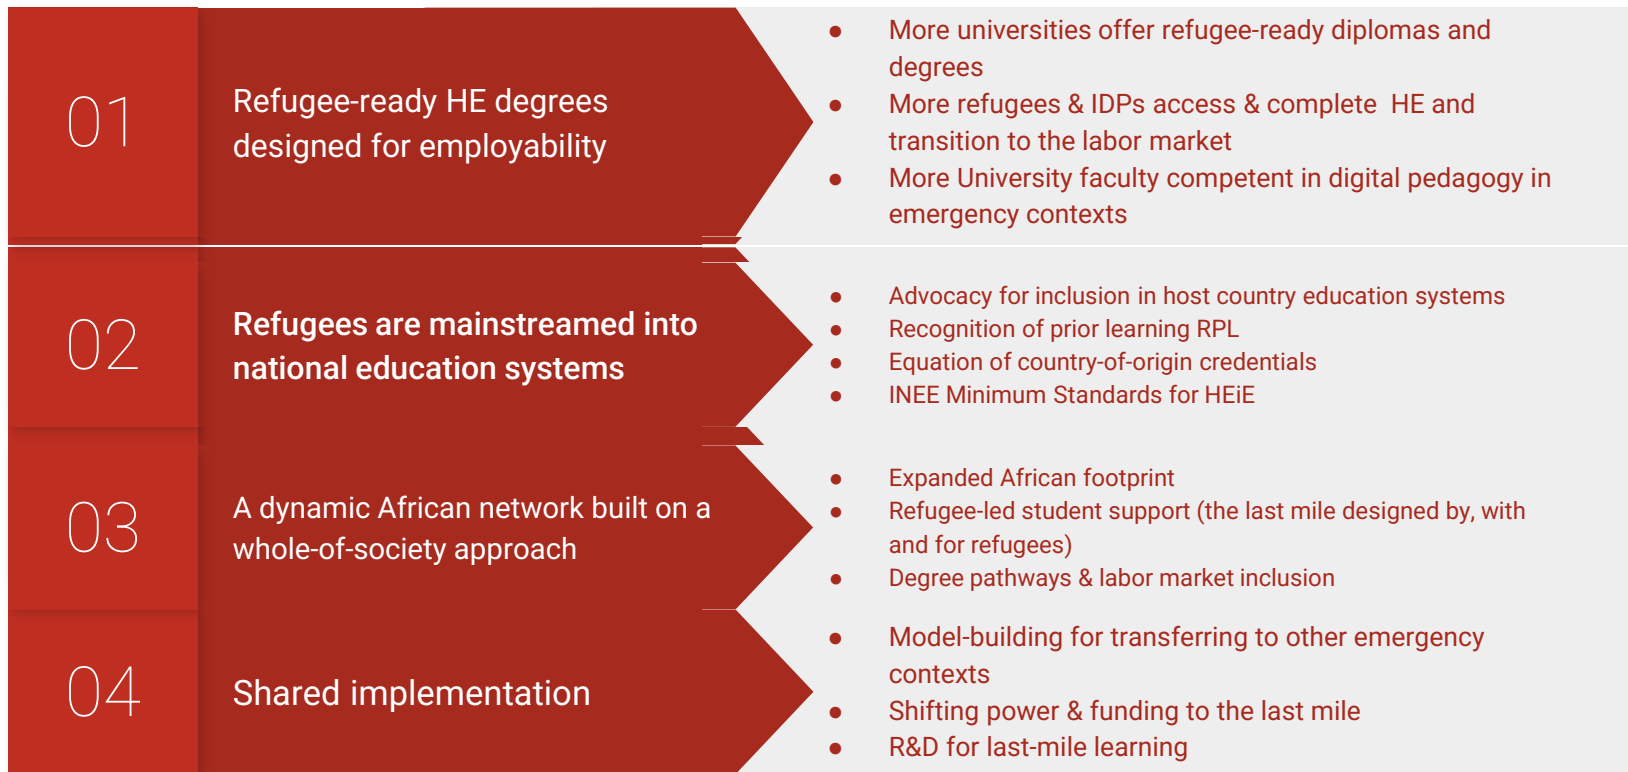 01
Refugee-ready HE degrees
designed for employability
● More universities offer refugee-ready diplomas and
degrees
● More refugees & IDPs access & complete  HE and
transition to the labor market
● More University faculty competent in digital pedagogy in
emergency contexts
02
Refugees are mainstreamed into
national education systems
● Advocacy for inclusion in host country education systems
● Recognition of prior learning RPL
● Equation of country-of-origin credentials
● INEE Minimum Standards for HEiE
03
A dynamic African network built on a
whole-of-society approach
● Expanded African footprint
● Refugee-led student support (the last mile designed by, with
and for refugees)
● Degree pathways & labor market inclusion
04
Shared implementation
● Model-building for transferring to other emergency
contexts
● Shifting power & funding to the last mile
● R&D for last-mile learning